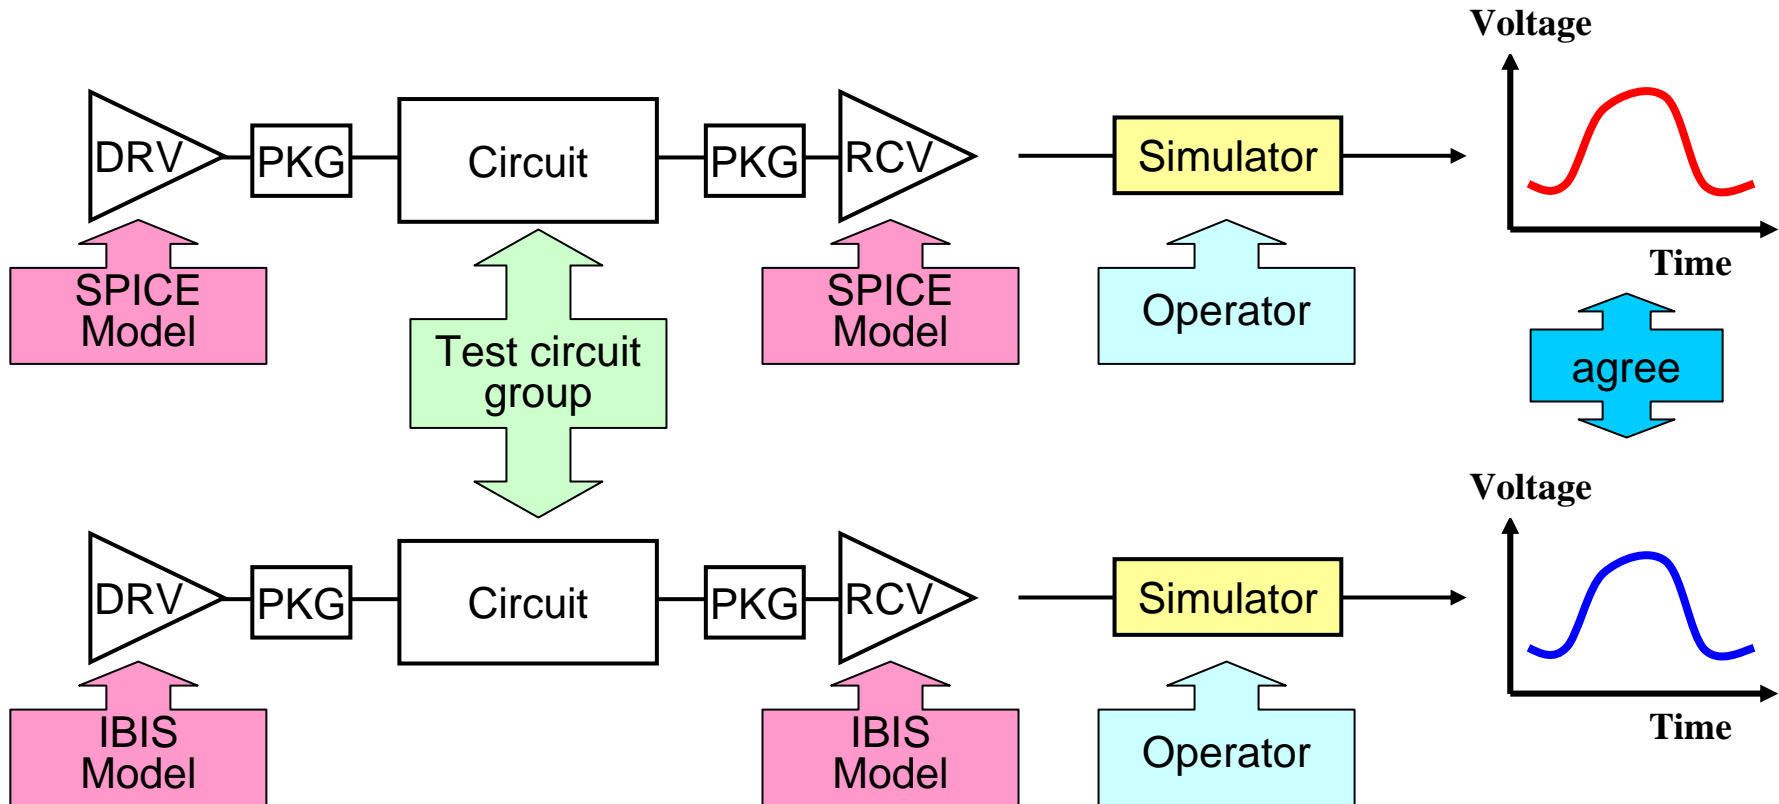 Voltage
DRV
PKG
Circuit
PKG
RCV
Simulator
Time
SPICE
Model
SPICE
Model
Operator
Test circuit
group
agree
Voltage
DRV
PKG
Circuit
PKG
RCV
Simulator
Time
IBIS
Model
IBIS
Model
Operator